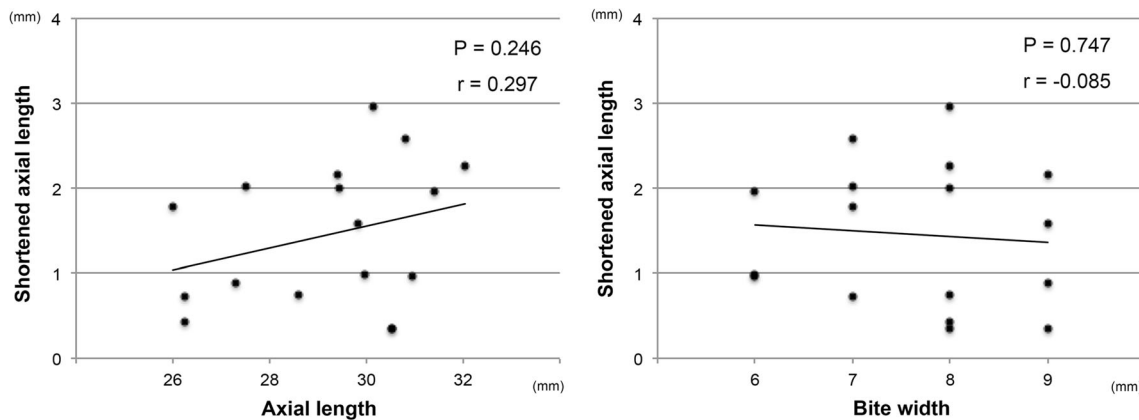 (mm)
4
3
2
1
0
Shortened axial length
P = 0.246
r = 0.297
26 28 30 32 (mm)
Axial length
(mm)
4
3
2
1
0
Shortened axial length
P = 0.747
r = -0.085
6 7 8 9 (mm)
Bite width